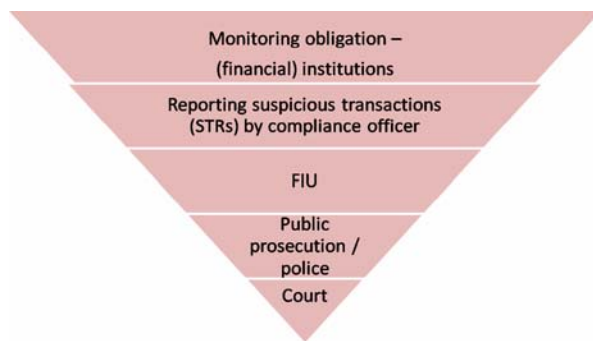 Monitoring obligation –
(financial) institutions
Reporting suspicious transactions
(STRs) by compliance officer
FIU
Public
prosecution /
police
Court